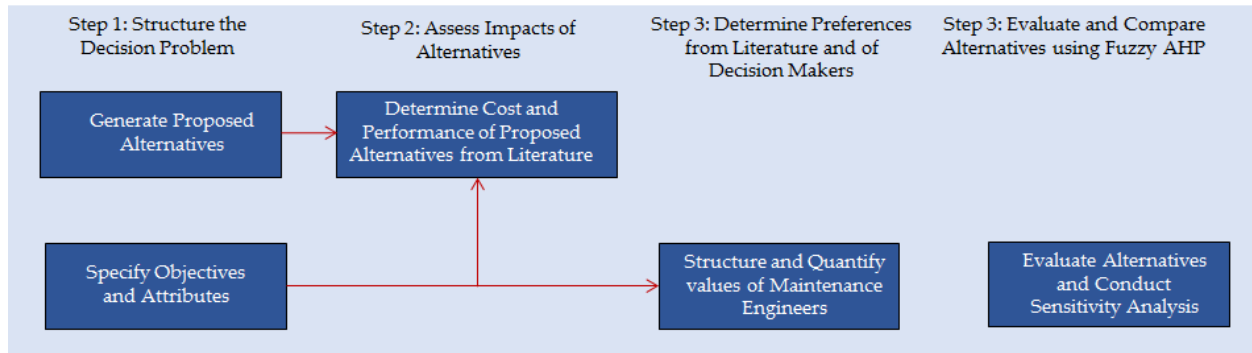 Step 1: Structure the
Decision Problem
Step 2: Assess Impacts of
Alternatives
Step 3: Determine Preferences
from Literature and of
Decision Makers
Step 3: Evaluate and Compare
Alternatives using Fuzzy AHP
Generate Proposed
Alternatives
Determine Cost and
Performance of Proposed
Alternatives from Literature
Specify Objectives
and Attributes
Structure and Quantify
values of Maintenance
Engineers
Evaluate Alternatives
and Conduct
Sensitivity Analysis